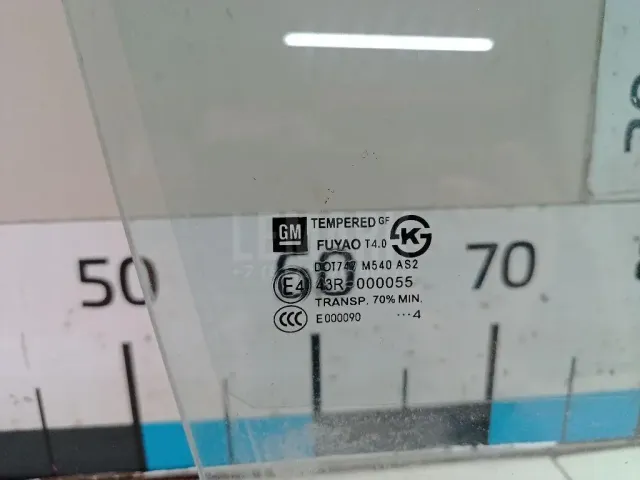 GM TEMPERED GF
FUYAO T4.0
DOT747 M540 AS2
E4 43R-000055
TRANSP. 70% MIN.
CCC E000090 ...4
50 60 70